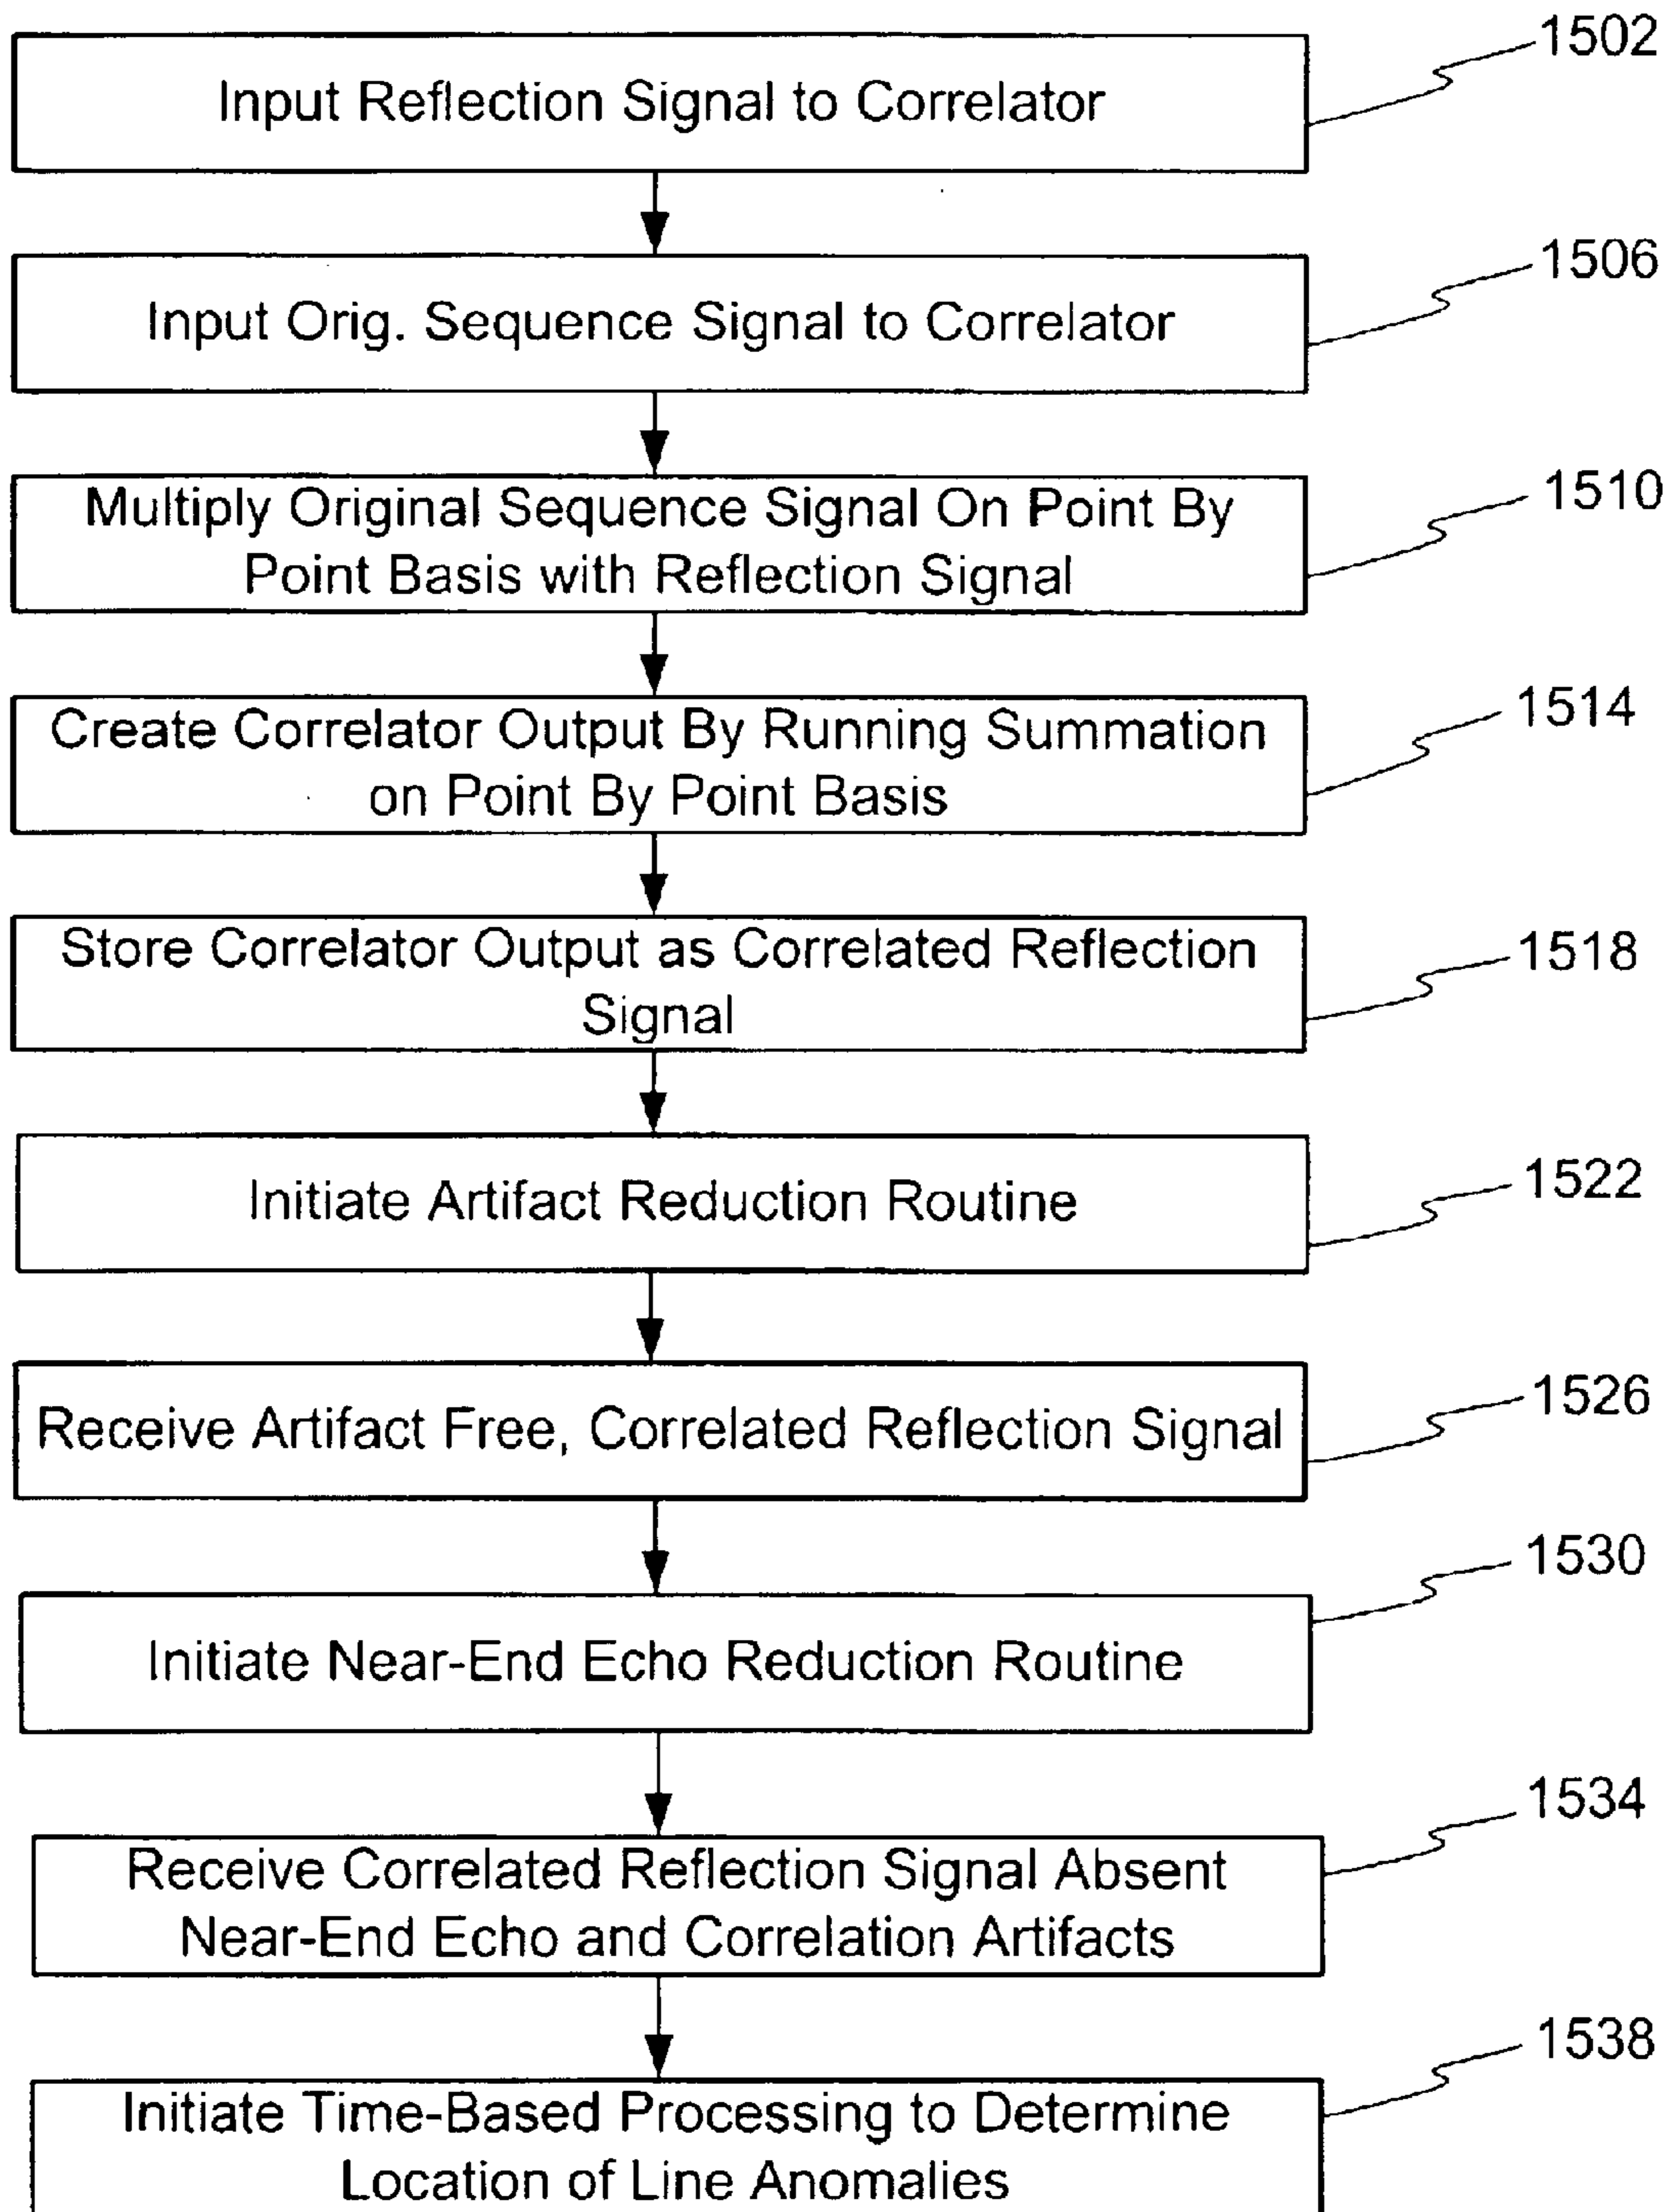 1502
Input Reflection Signal to Correlator
1506
Input Orig. Sequence Signal to Correlator
1510
Multiply Original Sequence Signal On Point By
Point Basis with Reflection Signal
1514
Create Correlator Output By Running Summation
on Point By Point Basis
1518
Store Correlator Output as Correlated Reflection
Signal
1522
Initiate Artifact Reduction Routine
1526
Receive Artifact Free, Correlated Reflection Signal
1530
Initiate Near-End Echo Reduction Routine
1534
Receive Correlated Reflection Signal Absent
Near-End Echo and Correlation Artifacts
1538
Initiate Time-Based Processing to Determine
Location of Line Anomalies